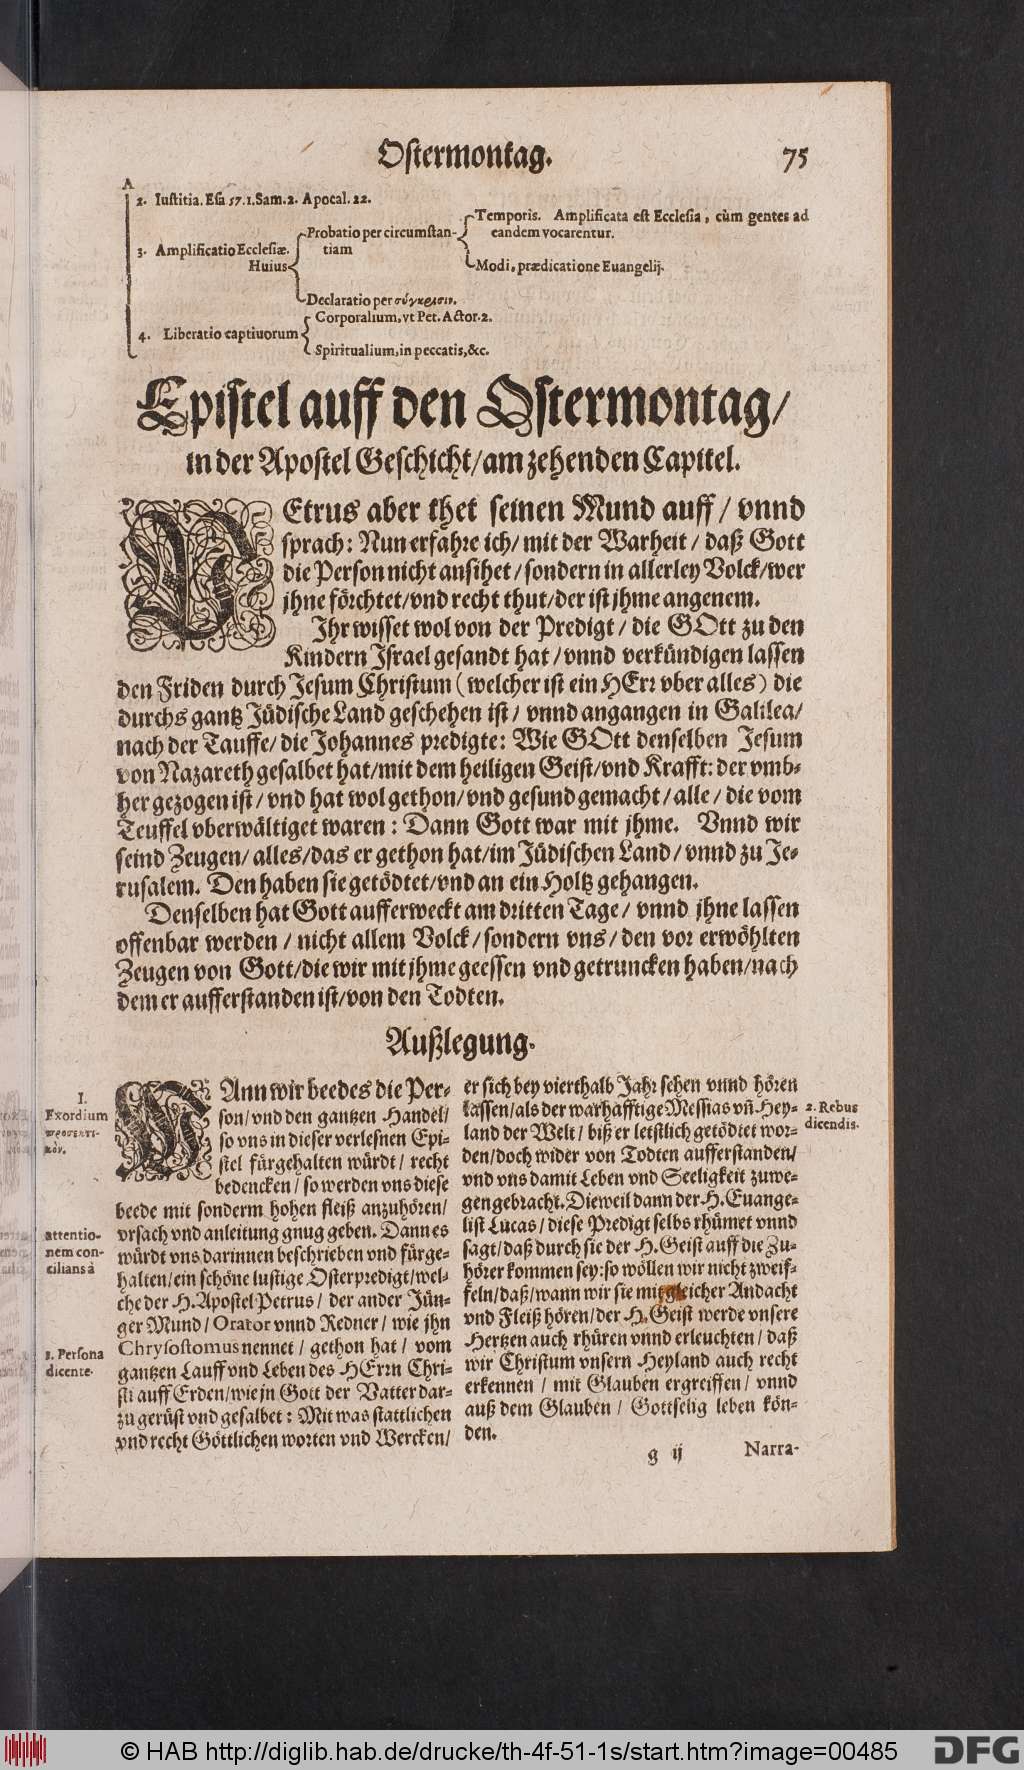 Ostermontag.
75
A
2. Iustitia. Esa 57. 1. Sam. 2. Apocal. 22.
3. Amplificatio Ecclesiæ.
Huius
Probatio per circumstan-
tiam
Temporis. Amplificata est Ecclesia, cùm gentes ad
eandem vocarentur.
Modi, prædicatione Euangelij.
Declaratio per σύγκρισιν.
4. Liberatio captiuorum
Corporalium, vt Pet. Actor. 2.
Spiritualium, in peccatis, &c.
Epistel auff den Ostermontag/
in der Apostel Geschicht/ am zehenden Capitel.
PEtrus aber thet seinen Mund auff / vnnd
sprach: Nun erfahre ich/ mit der Warheit / daß Gott
die Person nicht ansihet / sondern in allerley Volck/ wer
jhne förchtet/ vnd recht thut/ der ist jhme angenem.
Ihr wisset wol von der Predigt / die GOtt zu den
Kindern Israel gesandt hat / vnnd verkündigen lassen
den Friden durch Jesum Christum (welcher ist ein HErr vber alles) die
durchs gantz Jüdische Land geschehen ist / vnnd angangen in Galilea/
nach der Tauffe/ die Johannes predigte: Wie GOtt denselben Jesum
von Nazareth gesalbet hat/ mit dem heiligen Geist/ vnd Krafft: der vmb-
her gezogen ist / vnd hat wol gethon/ vnd gesund gemacht / alle / die vom
Teuffel vberwältiget waren : Dann Gott war mit jhme. Vnnd wir
seind Zeugen/ alles/ das er gethon hat/ im Jüdischen Land / vnnd zu Je-
rusalem. Den haben sie getödtet/ vnd an ein Holtz gehangen.
Denselben hat Gott aufferweckt am dritten Tage / vnnd jhne lassen
offenbar werden / nicht allem Volck / sondern vns / den vor erwöhlten
Zeugen von Gott/ die wir mit jhme geessen vnd getruncken haben/ nach
dem er aufferstanden ist/ von den Todten.
Außlegung.
I.
Exordium
προσεκτι-
κόν.
WAnn wir beedes die Per-
son/ vnd den gantzen Handel/
so vns in dieser verlesnen Epi-
stel fürgehalten würdt / recht
bedencken / so werden vns diese
beede mit sonderm hohen fleiß anzuhören/
vrsach vnd anleitung gnug geben. Dann es
würdt vns darinnen beschrieben vnd fürge-
halten/ ein schöne lustige Osterpredigt/ wel-
che der H. Apostel Petrus / der ander Jün-
ger Mund / Orator vnnd Redner / wie jhn
Chrysostomus nennet / gethon hat / vom
gantzen Lauff vnd Leben des HErrn Chri-
sti auff Erden/ wie jn Gott der Vatter dar-
zu gerüst vnd gesalbet : Mit was stattlichen
vnd recht Göttlichen worten vnd Wercken/
attentio-
nem con-
cilians à
1. Persona
dicente.
er sich bey vierthalb Jahr sehen vnnd hören
lassen/ als der warhafftige Messias vñ Hey-
land der Welt / biß er letstlich getödtet wor-
den/ doch wider von Todten aufferstanden/
vnd vns damit Leben vnd Seeligkeit zuwe-
gen gebracht. Dieweil dann der H. Euange-
list Lucas / diese Predigt selbs rhümet vnnd
sagt/ daß durch sie der H. Geist auff die Zu-
hörer kommen sey: so wöllen wir nicht zweif-
feln/ daß/ wann wir sie mit gleicher Andacht
vnd Fleiß hören/ der H. Geist werde vnsere
Hertzen auch rhüren vnnd erleuchten / daß
wir Christum vnsern Heyland auch recht
erkennen / mit Glauben ergreiffen / vnnd
auß dem Glauben / Gottselig leben kön-
den.
2. Rebus
dicendis.
g ij
Narra-
© HAB http://diglib.hab.de/drucke/th-4f-51-1s/start.htm?image=00485
DFG